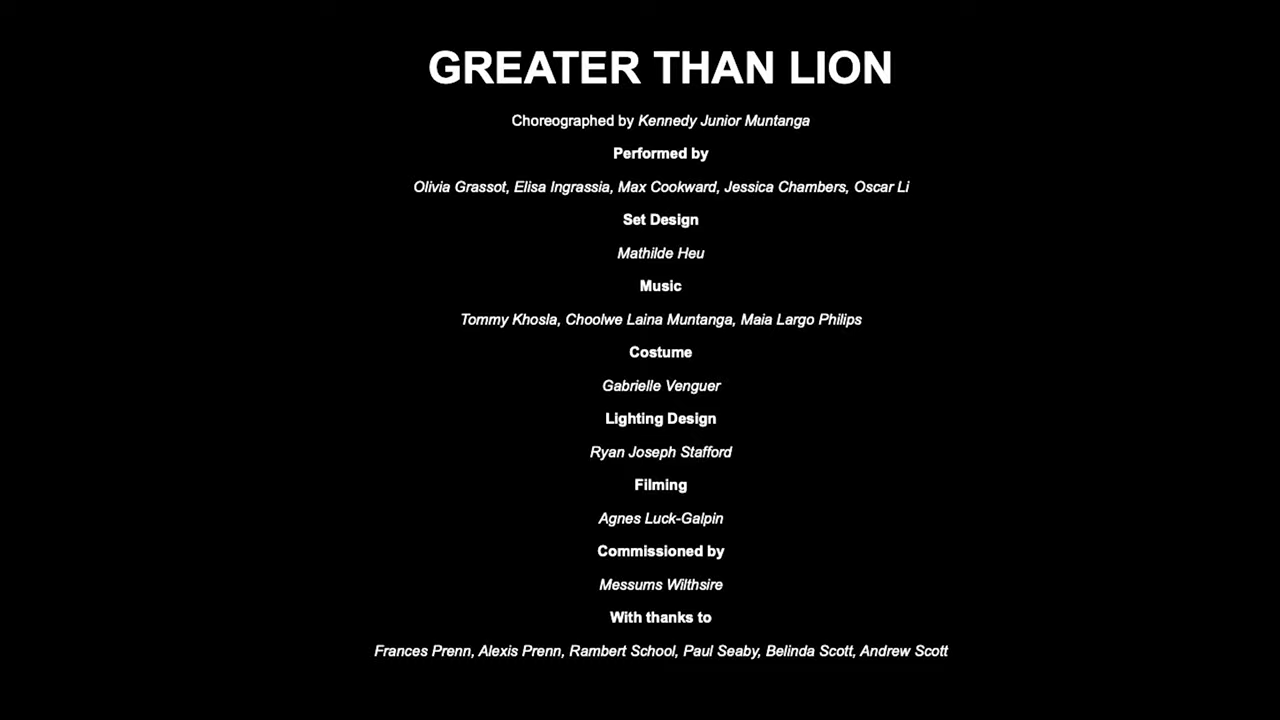 GREATER THAN LION
Choreographed by Kennedy Junior Muntanga
Performed by
Olivia Grassot, Elisa Ingrassia, Max Cookward, Jessica Chambers, Oscar Li
Set Design
Mathilde Heu
Music
Tommy Khosla, Choolwe Laina Muntanga, Maia Largo Philips
Costume
Gabrielle Venguer
Lighting Design
Ryan Joseph Stafford
Filming
Agnes Luck-Galpin
Commissioned by
Messums Wilthsire
With thanks to
Frances Prenn, Alexis Prenn, Rambert School, Paul Seaby, Belinda Scott, Andrew Scott